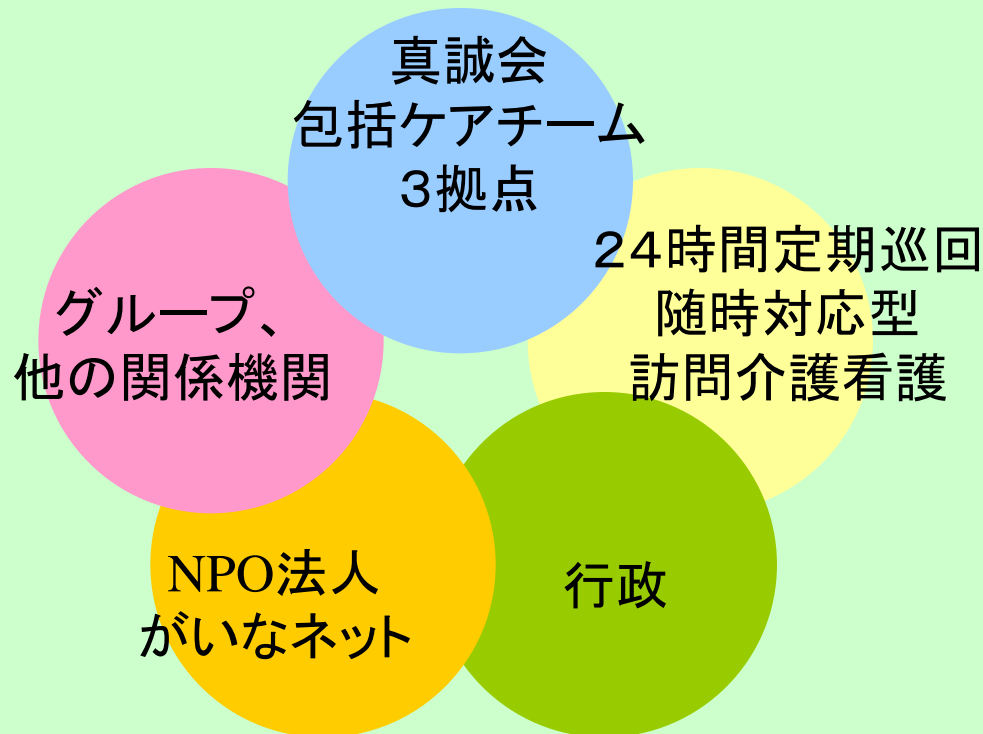 真誠会
包括ケアチーム
３拠点
２４時間定期巡回
随時対応型
訪問介護看護
グループ、
他の関係機関
NPO法人
がいなネット
行政